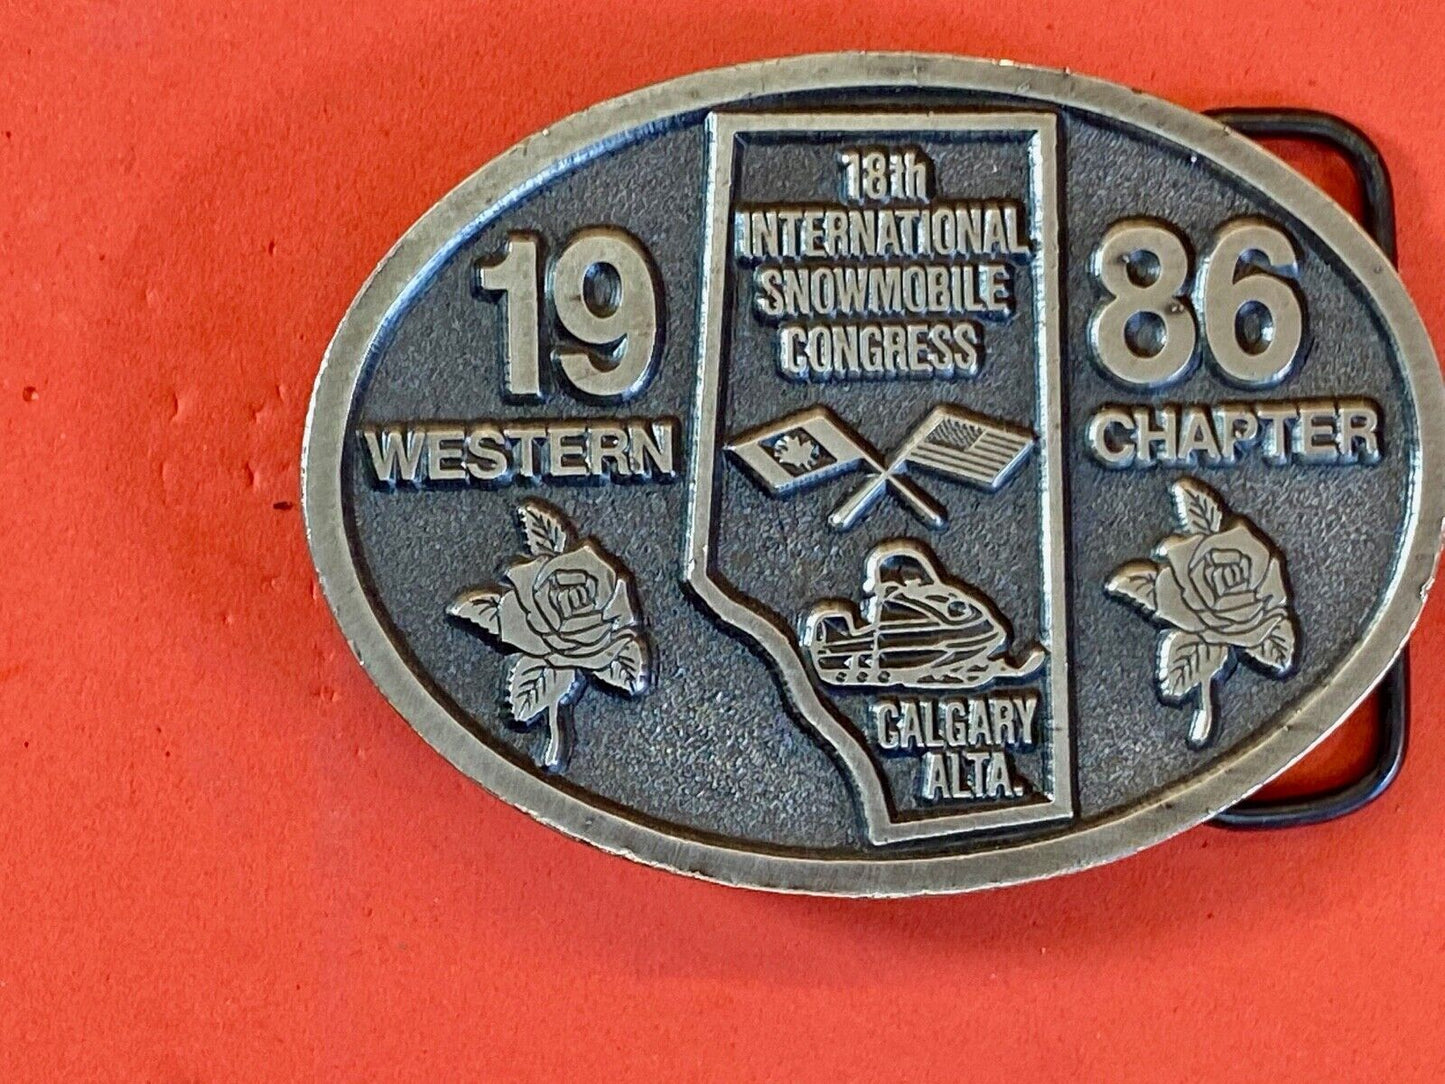 18th
INTERNATIONAL
SNOWMOBILE
CONGRESS
19 86
WESTERN CHAPTER
CALGARY
ALTA.